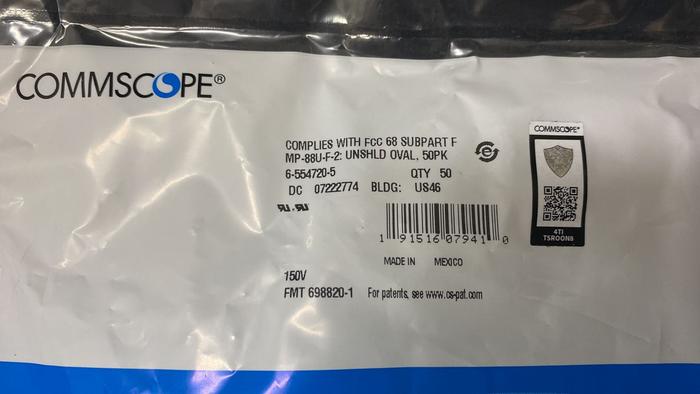 COMMSCOPE®
COMPLIES WITH FCC 68 SUBPART F
MP-88U-F-2: UNSHLD OVAL, 50PK
6-554720-5 QTY 50
DC 07222774 BLDG: US46
1 91516 07941 0
MADE IN MEXICO
150V
FMT 698820-1 For patents, see www.cs-pat.com
COMMSCOPE®
4TI
TSROONB